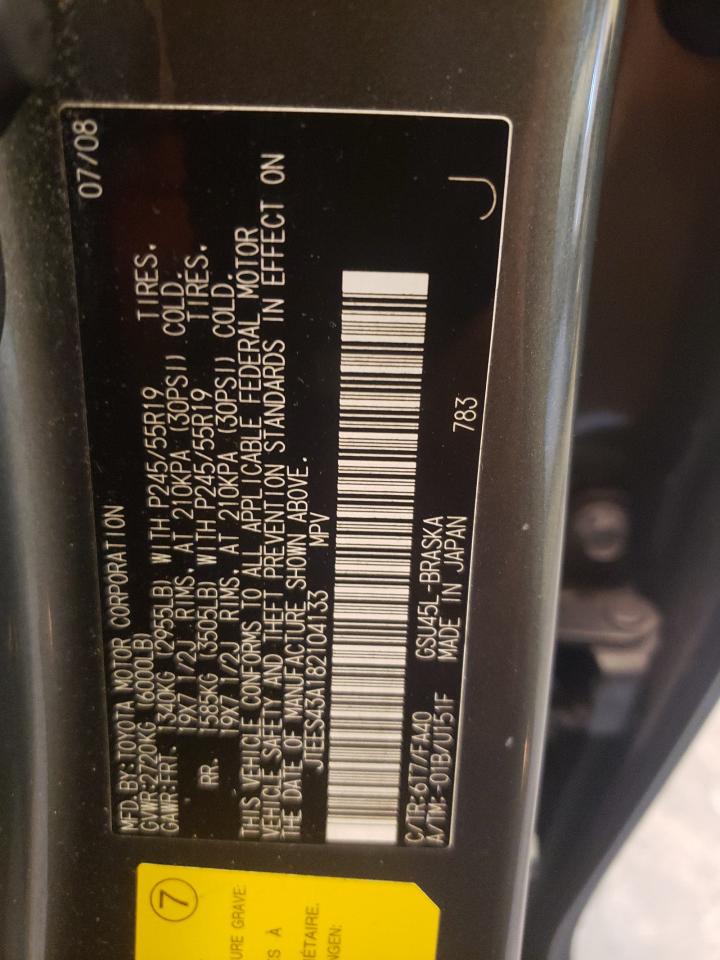 07/08
MFD. BY: TOYOTA MOTOR CORPORATION
GVWR: 2720KG (6000LB)
GAWR: FRT. 1340KG (2955LB) WITH P245/55R19 TIRES.
19X7 1/2J RIMS. AT 210KPA (30PSI) COLD.
RR. 1585KG (3505LB) WITH P245/55R19 TIRES.
19X7 1/2J RIMS. AT 210KPA (30PSI) COLD.
THIS VEHICLE CONFORMS TO ALL APPLICABLE FEDERAL MOTOR
VEHICLE SAFETY AND THEFT PREVENTION STANDARDS IN EFFECT ON
THE DATE OF MANUFACTURE SHOWN ABOVE.
JTEES43A182104133 MPV
C/TR: 6T7/FA40 GSU45L-BRASKA 783
A/TM: -01B/U151F MADE IN JAPAN
J
7
URE GRAVE:
S À
IÉTAIRE.
NGEN: